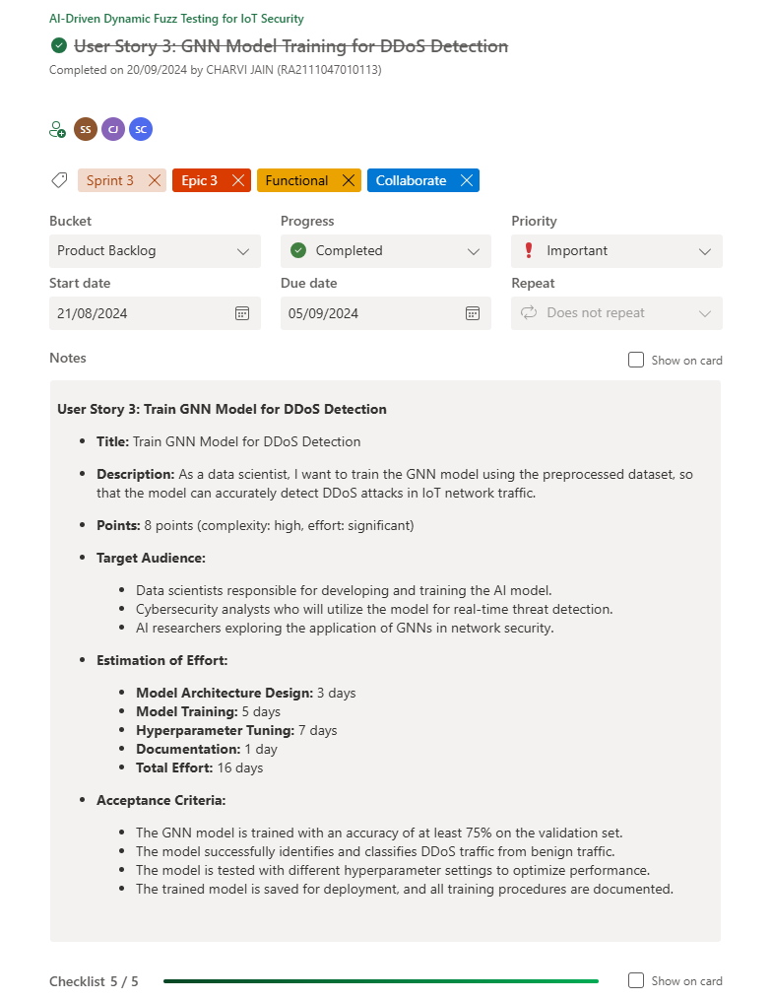 AI-Driven Dynamic Fuzz Testing for IoT Security
User Story 3: GNN Model Training for DDoS Detection
Completed on 20/09/2024 by CHARVI JAIN (RA2111047010113)
SS CJ SC
Sprint 3 Epic 3 Functional Collaborate
Bucket Progress Priority
Product Backlog Completed Important
Start date Due date Repeat
21/08/2024 05/09/2024 Does not repeat
Notes Show on card
User Story 3: Train GNN Model for DDoS Detection
• Title: Train GNN Model for DDoS Detection
• Description: As a data scientist, I want to train the GNN model using the preprocessed dataset, so
that the model can accurately detect DDoS attacks in IoT network traffic.
• Points: 8 points (complexity: high, effort: significant)
• Target Audience:
• Data scientists responsible for developing and training the AI model.
• Cybersecurity analysts who will utilize the model for real-time threat detection.
• AI researchers exploring the application of GNNs in network security.
• Estimation of Effort:
• Model Architecture Design: 3 days
• Model Training: 5 days
• Hyperparameter Tuning: 7 days
• Documentation: 1 day
• Total Effort: 16 days
• Acceptance Criteria:
• The GNN model is trained with an accuracy of at least 75% on the validation set.
• The model successfully identifies and classifies DDoS traffic from benign traffic.
• The model is tested with different hyperparameter settings to optimize performance.
• The trained model is saved for deployment, and all training procedures are documented.
Checklist 5 / 5 Show on card